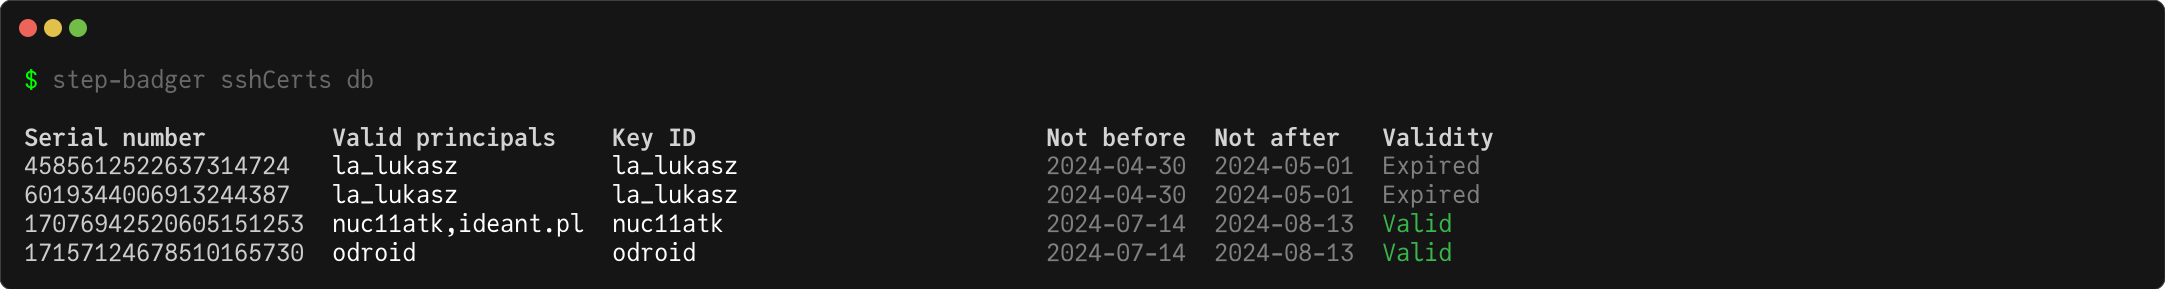 $ step-badger sshCerts db
Serial number Valid principals Key ID Not before Not after Validity
4585612522637314724 la_lukasz la_lukasz 2024-04-30 2024-05-01 Expired
6019344006913244387 la_lukasz la_lukasz 2024-04-30 2024-05-01 Expired
17076942520605151253 nuc11atk,ideant.pl nuc11atk 2024-07-14 2024-08-13 Valid
17157124678510165730 odroid odroid 2024-07-14 2024-08-13 Valid